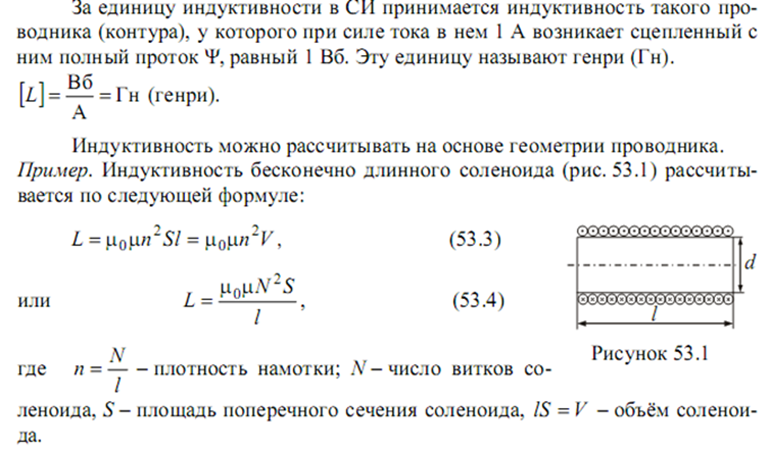 За единицу индуктивности в СИ принимается индуктивность такого про-
водника (контура), у которого при силе тока в нем 1 А возникает сцепленный с
ним полный проток Ψ, равный 1 Вб. Эту единицу называют генри (Гн).
[L] = Вб/А = Гн (генри).
Индуктивность можно рассчитывать на основе геометрии проводника.
Пример. Индуктивность бесконечно длинного соленоида (рис. 53.1) рассчиты-
вается по следующей формуле:
L = μ₀μn²Sl = μ₀μn²V, (53.3)
или L = μ₀μN²S/l, (53.4)
d
l
Рисунок 53.1
где n = N/l – плотность намотки; N – число витков со-
леноида, S – площадь поперечного сечения соленоида, lS = V – объём соленои-
да.